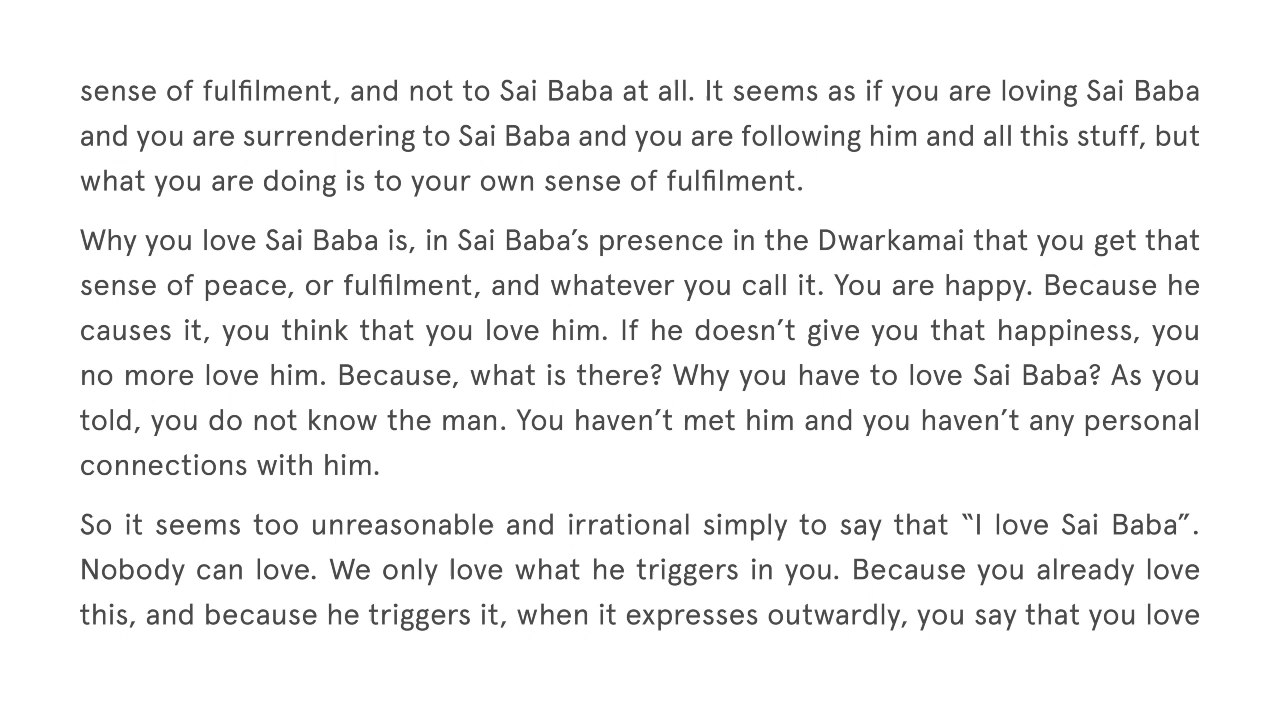 sense of fulfilment, and not to Sai Baba at all. It seems as if you are loving Sai Baba
and you are surrendering to Sai Baba and you are following him and all this stuff, but
what you are doing is to your own sense of fulfilment.
Why you love Sai Baba is, in Sai Baba’s presence in the Dwarkamai that you get that
sense of peace, or fulfilment, and whatever you call it. You are happy. Because he
causes it, you think that you love him. If he doesn’t give you that happiness, you
no more love him. Because, what is there? Why you have to love Sai Baba? As you
told, you do not know the man. You haven’t met him and you haven’t any personal
connections with him.
So it seems too unreasonable and irrational simply to say that “I love Sai Baba”.
Nobody can love. We only love what he triggers in you. Because you already love
this, and because he triggers it, when it expresses outwardly, you say that you love